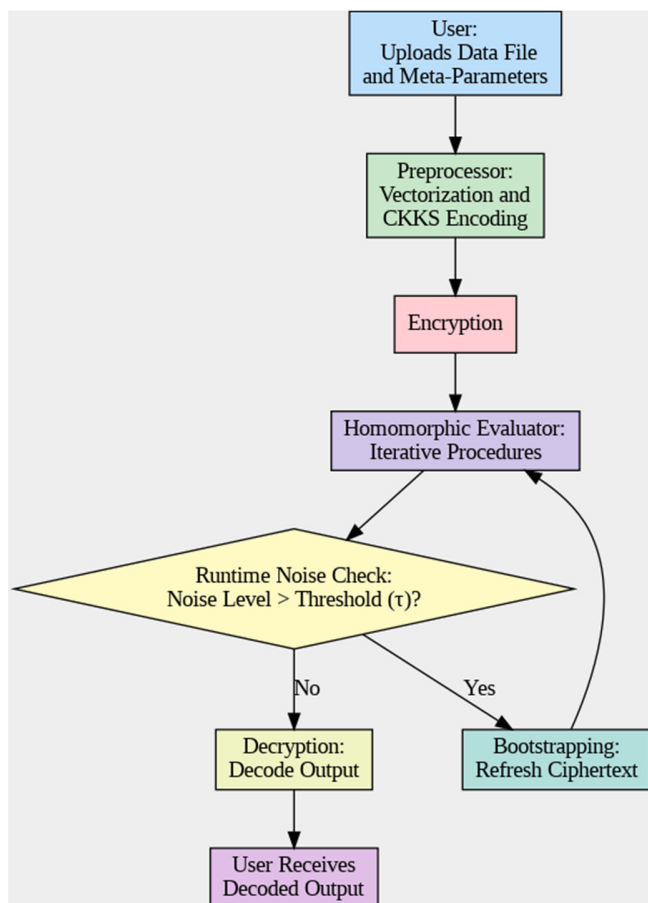 User:
Uploads Data File
and Meta-Parameters
Preprocessor:
Vectorization and
CKKS Encoding
Encryption
Homomorphic Evaluator:
Iterative Procedures
Runtime Noise Check:
Noise Level > Threshold (τ)?
No
Yes
Decryption:
Decode Output
Bootstrapping:
Refresh Ciphertext
User Receives
Decoded Output